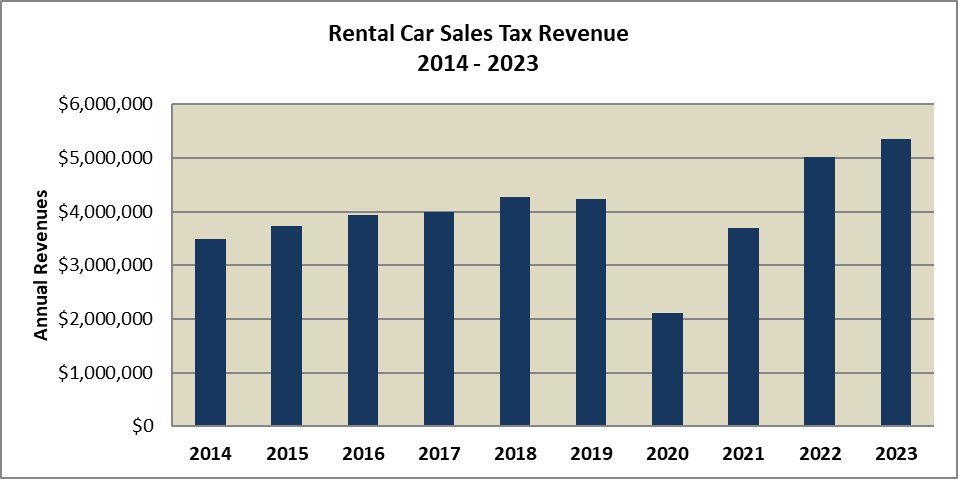 Rental Car Sales Tax Revenue
2014 - 2023
$6,000,000
$5,000,000
$4,000,000
$3,000,000
$2,000,000
$1,000,000
$0
Annual Revenues
2014 2015 2016 2017 2018 2019 2020 2021 2022 2023